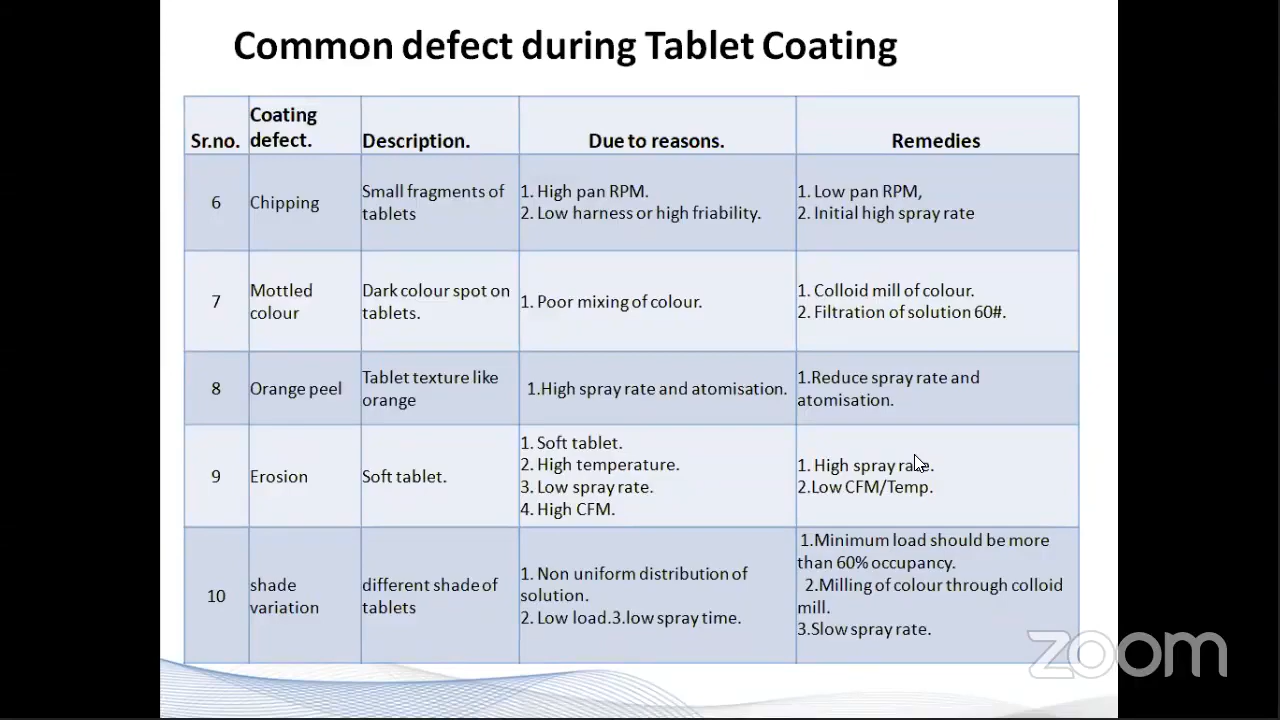 Common defect during Tablet Coating
Sr.no.
Coating
defect.
Description.
Due to reasons.
Remedies
6
Chipping
Small fragments of
tablets
1. High pan RPM.
2. Low harness or high friability.
1. Low pan RPM,
2. Initial high spray rate
7
Mottled
colour
Dark colour spot on
tablets.
1. Poor mixing of colour.
1. Colloid mill of colour.
2. Filtration of solution 60#.
8
Orange peel
Tablet texture like
orange
1.High spray rate and atomisation.
1.Reduce spray rate and
atomisation.
9
Erosion
Soft tablet.
1. Soft tablet.
2. High temperature.
3. Low spray rate.
4. High CFM.
1. High spray rate.
2.Low CFM/Temp.
10
shade
variation
different shade of
tablets
1. Non uniform distribution of
solution.
2. Low load.3.low spray time.
1.Minimum load should be more
than 60% occupancy.
2.Milling of colour through colloid
mill.
3.Slow spray rate.
zoom